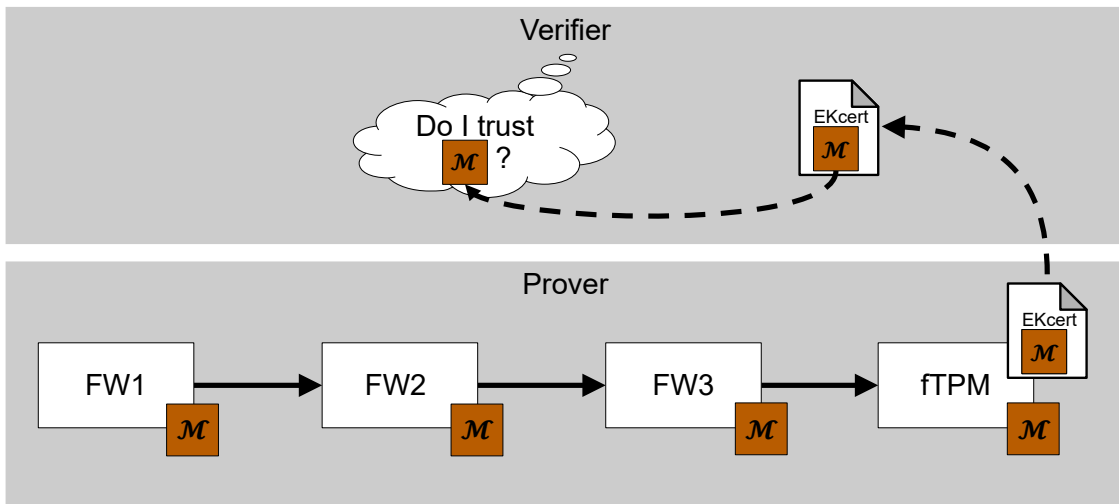 Verifier
Do I trust
ℳ ?
EKcert
ℳ
Prover
EKcert
ℳ
FW1
FW2
FW3
fTPM
ℳ
ℳ
ℳ
ℳ